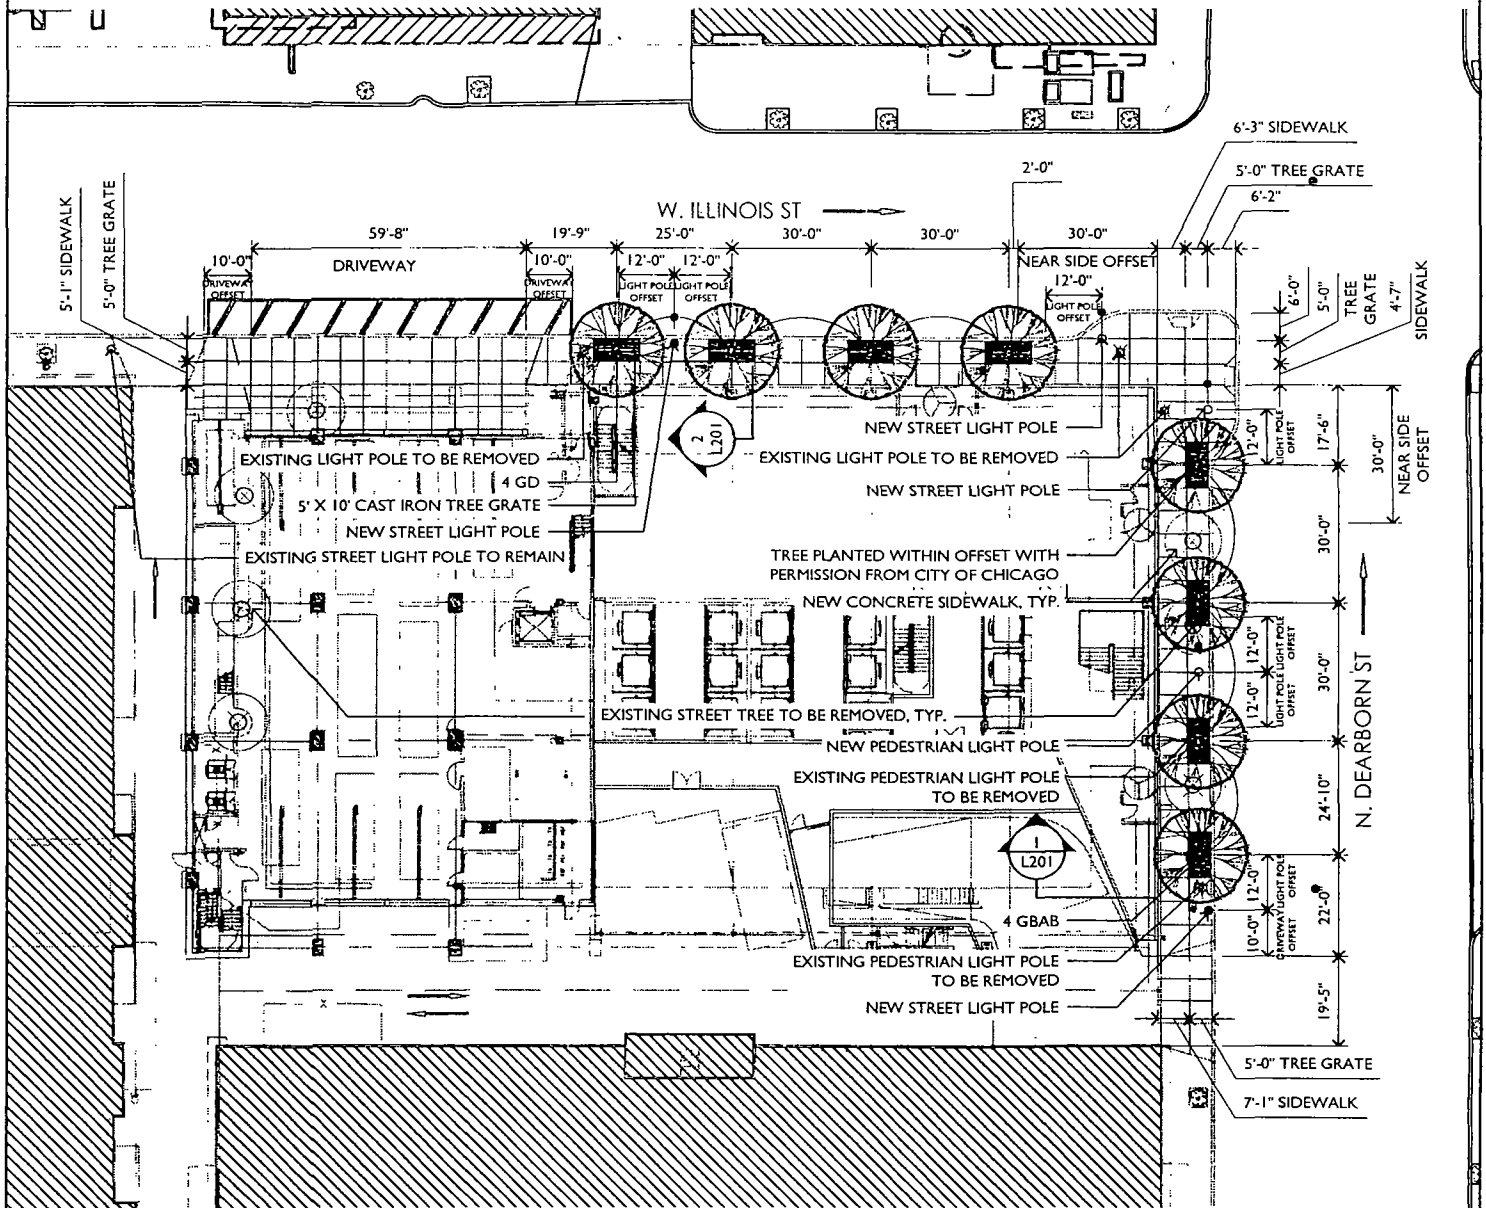 6'-3" SIDEWALK
2'-0"
5'-0" TREE GRATE
6'-2"
5'-1" SIDEWALK
5'-0" TREE GRATE
W. ILLINOIS ST
59'-8"
19'-9"
25'-0"
30'-0"
30'-0"
30'-0"
10'-0"
DRIVEWAY
10'-0"
12'-0"
12'-0"
NEAR SIDE OFFSET
12'-0"
OFFSET
OFFSET
LIGHT POLE
OFFSET
LIGHT POLE
OFFSET
LIGHT POLE
OFFSET
6'-0"
5'-0"
TREE
GRATE
4'-7"
SIDEWALK
2
L201
NEW STREET LIGHT POLE
EXISTING LIGHT POLE TO BE REMOVED
EXISTING LIGHT POLE TO BE REMOVED
4 GD
NEW STREET LIGHT POLE
5' X 10' CAST IRON TREE GRATE
NEW STREET LIGHT POLE
EXISTING STREET LIGHT POLE TO REMAIN
TREE PLANTED WITHIN OFFSET WITH
PERMISSION FROM CITY OF CHICAGO
NEW CONCRETE SIDEWALK, TYP.
12'-0"
LIGHT POLE
OFFSET
17'-6"
30'-0"
NEAR SIDE
OFFSET
30'-0"
12'-0"
LIGHT POLE
OFFSET
30'-0"
12'-0"
LIGHT POLE
OFFSET
N. DEARBORN ST
EXISTING STREET TREE TO BE REMOVED, TYP.
NEW PEDESTRIAN LIGHT POLE
EXISTING PEDESTRIAN LIGHT POLE
TO BE REMOVED
24'-10"
1
L201
12'-0"
LIGHT POLE
OFFSET
22'-0"
4 GBAB
10'-0"
DRIVEWAY
OFFSET
EXISTING PEDESTRIAN LIGHT POLE
TO BE REMOVED
NEW STREET LIGHT POLE
19'-5"
5'-0" TREE GRATE
7'-1" SIDEWALK